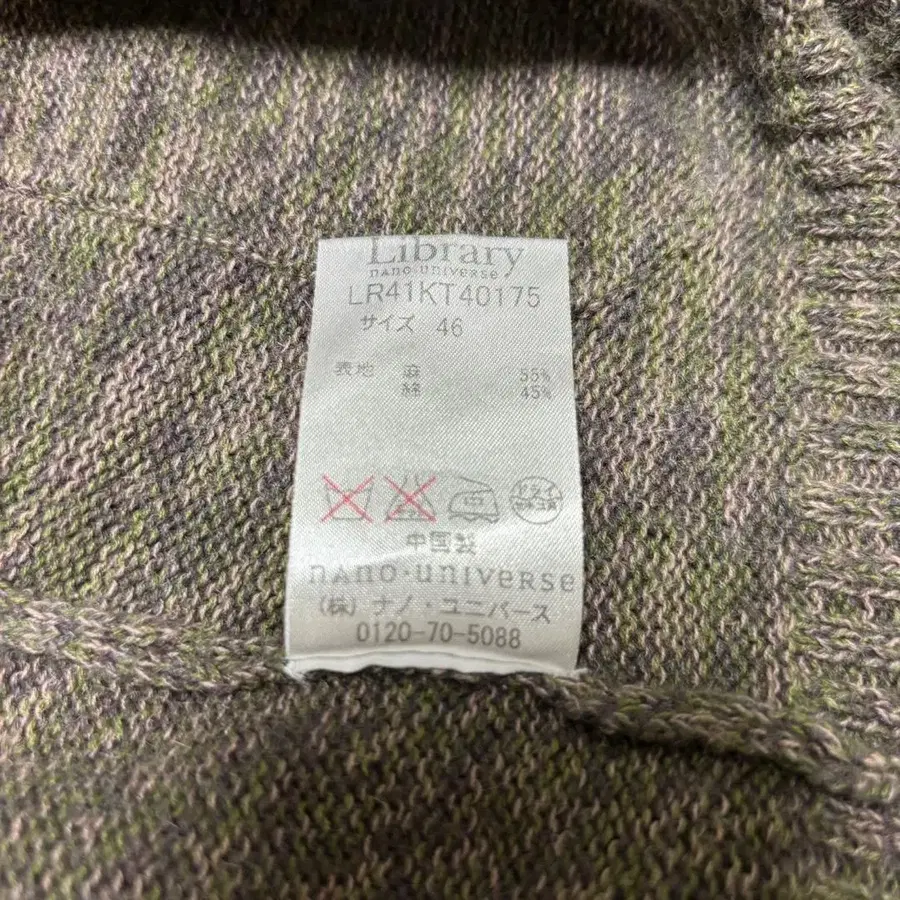 Library
nano·universe
LR41KT40175
サイズ 46
表地 麻 55%
綿 45%
中国製
nano·universe
(株) ナノ・ユニバース
0120-70-5088